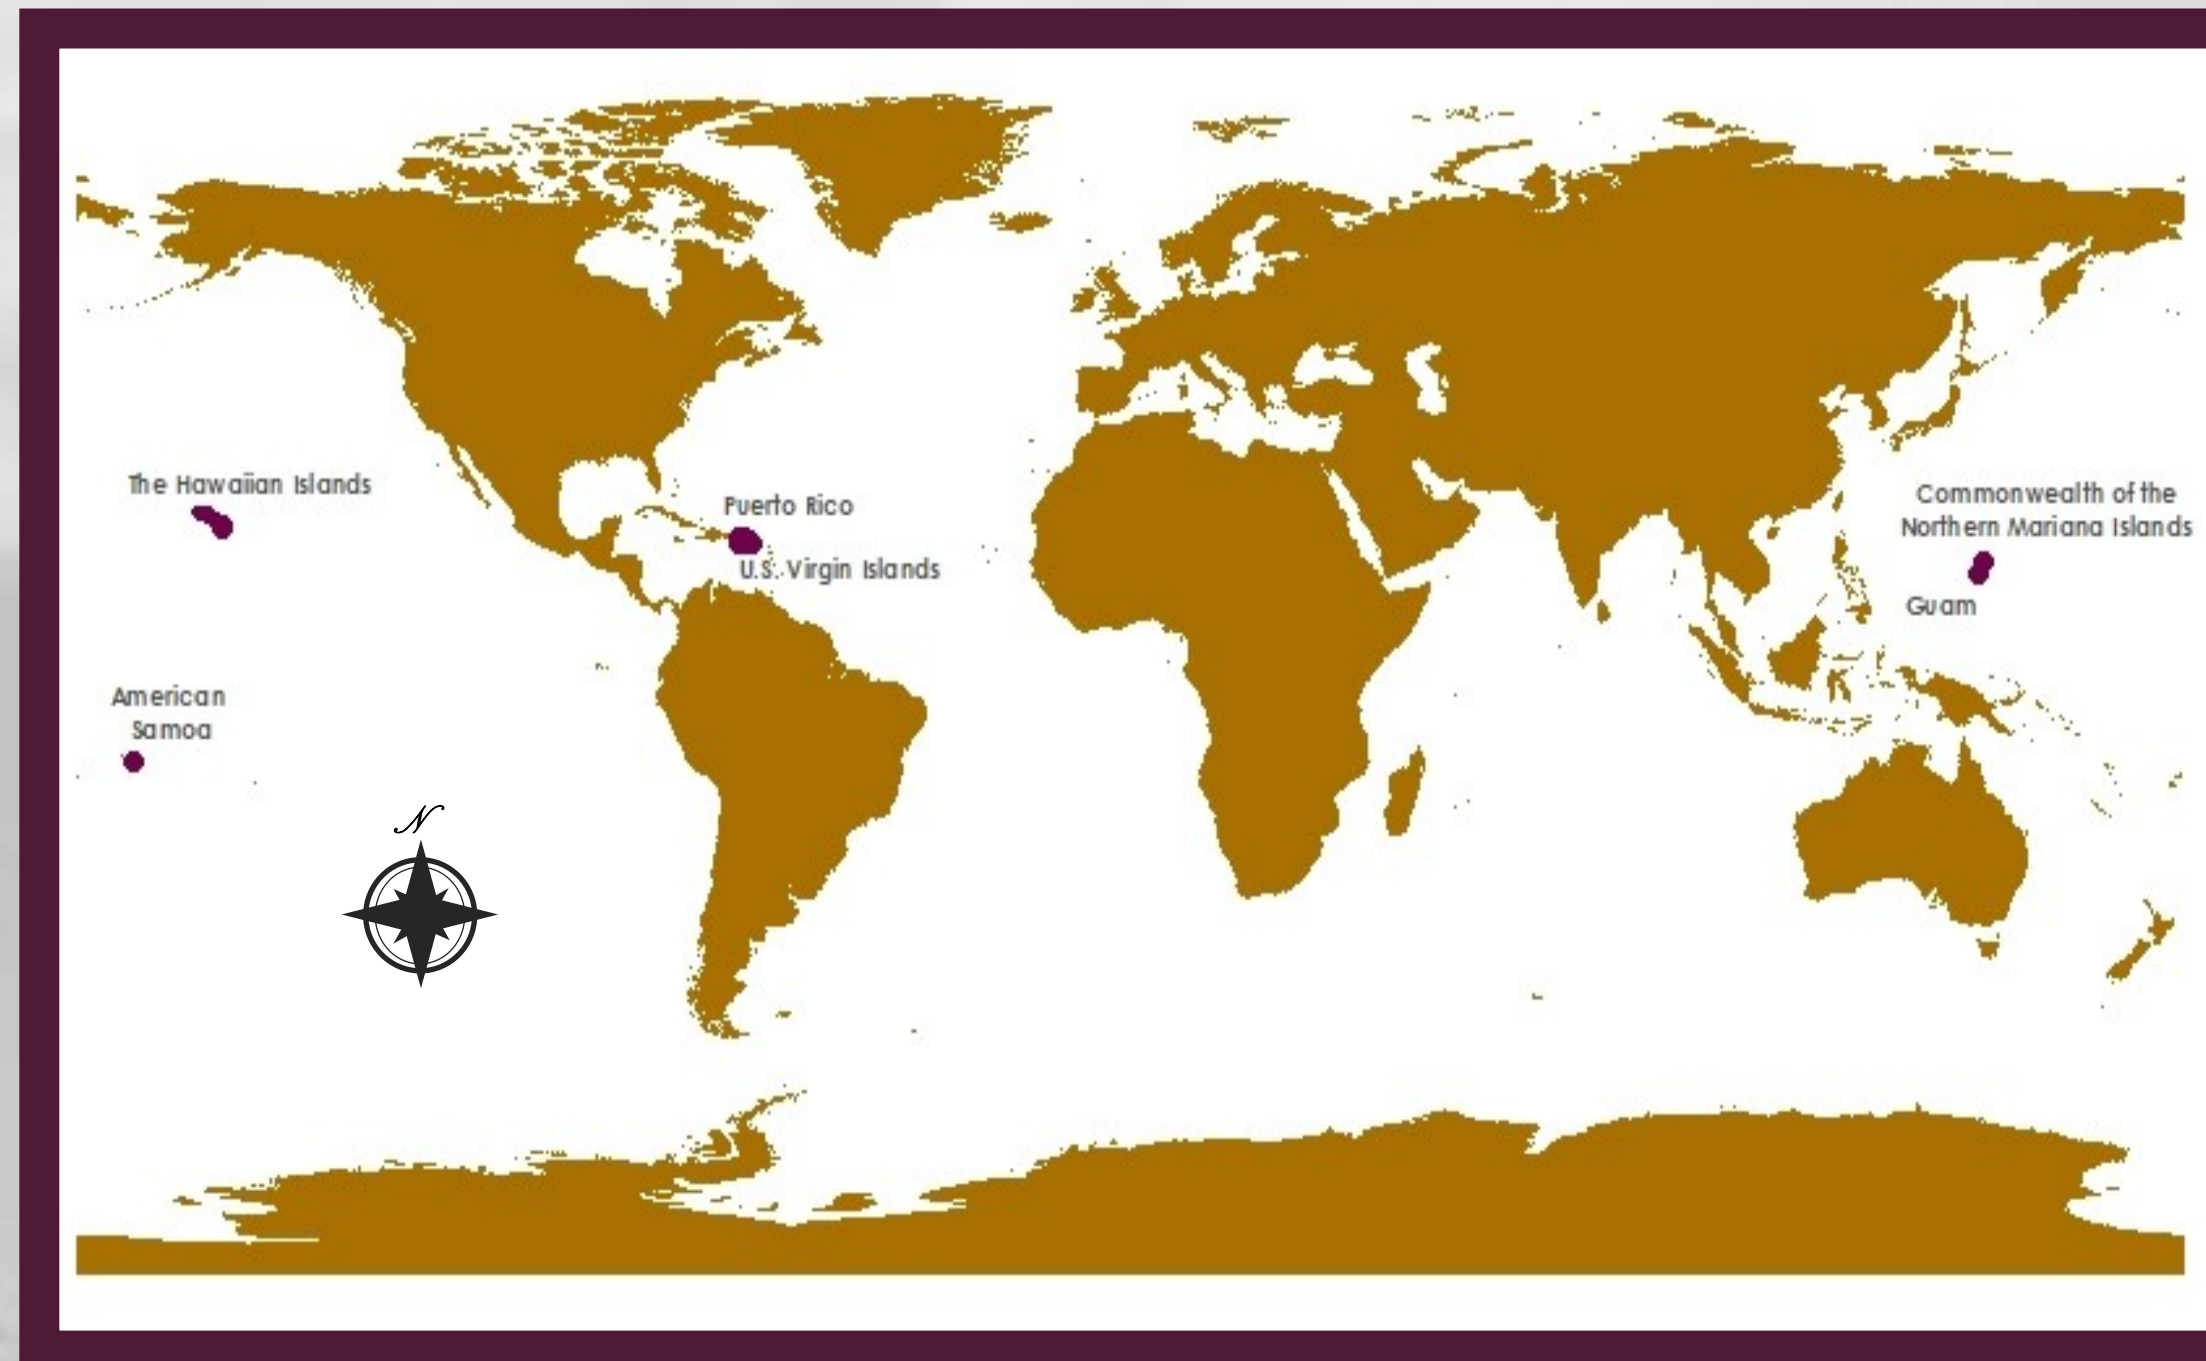 The Hawaiian Islands
Puerto Rico
U.S. Virgin Islands
Commonwealth of the
Northern Mariana Islands
Guam
American
Samoa
N